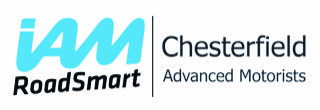 iAM
RoadSmart
Chesterfield
Advanced Motorists